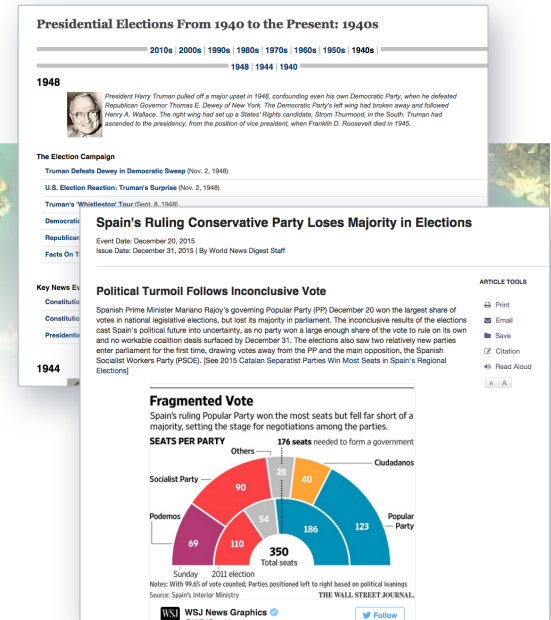 Presidential Elections From 1940 to the Present: 1940s
2010s | 2000s | 1990s | 1980s | 1970s | 1960s | 1950s | 1940s |
1948 | 1944 | 1940
1948
President Harry Truman pulled off a major upset in 1948, confounding even his own Democratic Party, when he defeated
Republican Governor Thomas E. Dewey of New York. The Democratic Party's left wing had broken away and followed
Henry A. Wallace. The right wing had set up a States' Rights candidate, Strom Thurmond, in the South. Truman had
ascended to the presidency, from the position of vice president, when Franklin D. Roosevelt died in 1945.
The Election Campaign
Truman Defeats Dewey in Democratic Sweep (Nov. 2, 1948)
U.S. Election Reaction: Truman's Surprise (Nov. 2, 1948)
Truman's 'Whistlestop' Tour (Sept. 8, 1948)
Democratic
Republican
Facts On
Key News
Constitutio
Constitutio
Presidentia
1944
Spain's Ruling Conservative Party Loses Majority in Elections
Event Date: December 20, 2015
Issue Date: December 31, 2015 | By World News Digest Staff
Political Turmoil Follows Inconclusive Vote
Spanish Prime Minister Mariano Rajoy's governing Popular Party (PP) December 20 won the largest share of
votes in national legislative elections, but lost its majority in parliament. The inconclusive results of the elections
cast Spain's political future into uncertainty, as no party won a large enough share of the vote to rule on its own
and no workable coalition deals surfaced by December 31. The elections also saw two relatively new parties
enter parliament for the first time, drawing votes away from the PP and the main opposition, the Spanish
Socialist Workers Party (PSOE). [See 2015 Catalan Separatist Parties Win Most Seats in Spain's Regional
Elections]
ARTICLE TOOLS
Print
Email
Save
Citation
Read Aloud
A A
Fragmented Vote
Spain's ruling Popular Party won the most seats but fell far short of a
majority, setting the stage for negotiations among the parties.
SEATS PER PARTY
176 seats needed to form a government
Others
Ciudadanos
Socialist Party
28
40
90
Podemos
Popular
Party
54
186
123
69
110
350
Total seats
Sunday
2011 election
Notes: With 99.6% of vote counted; Parties positioned left to right based on political leanings
Source: Spain's Interior Ministry
THE WALL STREET JOURNAL.
WSJ
WSJ News Graphics
Follow